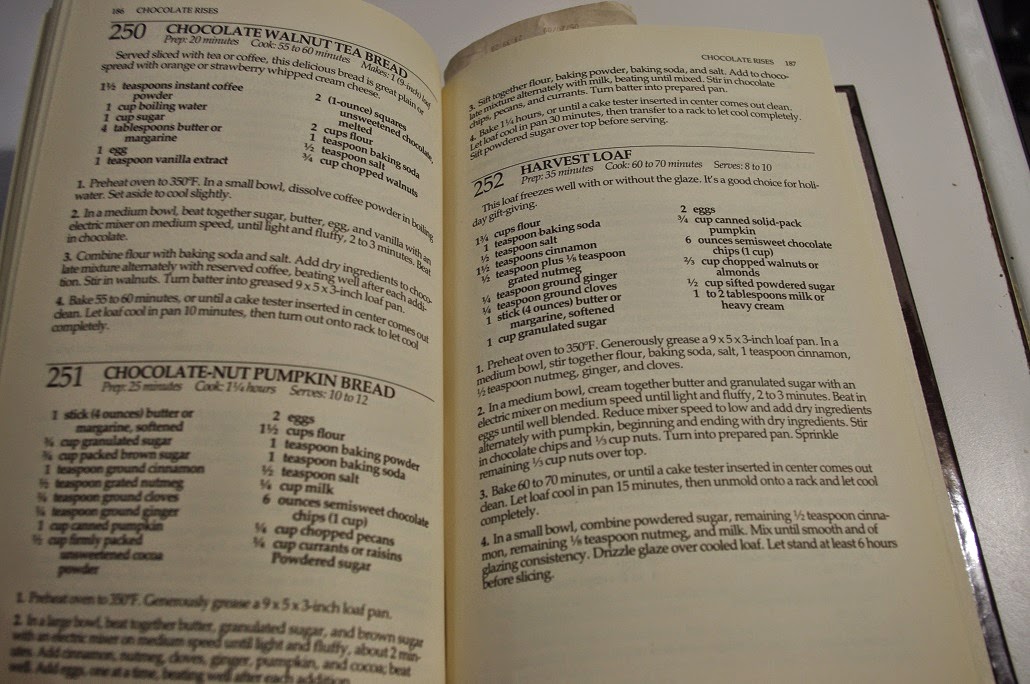 186 CHOCOLATE RISES
250 CHOCOLATE WALNUT TEA BREAD
Prep: 20 minutes Cook: 55 to 60 minutes Makes: 1 (9-inch) loaf
Served sliced with tea or coffee, this delicious bread is great plain or
spread with orange or strawberry whipped cream cheese.
1½ teaspoons instant coffee
powder
1 cup boiling water
1 cup sugar
4 tablespoons butter or
margarine
1 egg
1 teaspoon vanilla extract
2 (1-ounce) squares
unsweetened chocolate,
melted
2 cups flour
1 teaspoon baking soda
½ teaspoon salt
¾ cup chopped walnuts
1. Preheat oven to 350°F. In a small bowl, dissolve coffee powder in boiling
water. Set aside to cool slightly.
2. In a medium bowl, beat together sugar, butter, egg, and vanilla with an
electric mixer on medium speed, until light and fluffy, 2 to 3 minutes. Beat
in chocolate.
3. Combine flour with baking soda and salt. Add dry ingredients to choco-
late mixture alternately with reserved coffee, beating well after each addi-
tion. Stir in walnuts. Turn batter into greased 9 x 5 x 3-inch loaf pan.
4. Bake 55 to 60 minutes, or until a cake tester inserted in center comes out
clean. Let loaf cool in pan 10 minutes, then turn out onto rack to let cool
completely.
251 CHOCOLATE-NUT PUMPKIN BREAD
Prep: 25 minutes Cook: 1¼ hours Serves: 10 to 12
1 stick (4 ounces) butter or
margarine, softened
¾ cup granulated sugar
¾ cup packed brown sugar
1 teaspoon ground cinnamon
½ teaspoon grated nutmeg
¼ teaspoon ground cloves
¼ teaspoon ground ginger
1 cup canned pumpkin
½ cup firmly packed
unsweetened cocoa
powder
2 eggs
1½ cups flour
1 teaspoon baking powder
1 teaspoon baking soda
½ teaspoon salt
¼ cup milk
6 ounces semisweet chocolate
chips (1 cup)
¾ cup chopped pecans
¾ cup currants or raisins
Powdered sugar
1. Preheat oven to 350°F. Generously grease a 9 x 5 x 3-inch loaf pan.
2. In a large bowl, beat together butter, granulated sugar, and brown sugar
with an electric mixer on medium speed until light and fluffy, about 2 min-
utes. Add cinnamon, nutmeg, cloves, ginger, pumpkin, and cocoa; beat
well. Add eggs, one at a time, beating well after each addition.
CHOCOLATE RISES 187
3. Sift together flour, baking powder, baking soda, and salt. Add to choco-
late mixture alternately with milk, beating until mixed. Stir in chocolate
chips, pecans, and currants. Turn batter into prepared pan.
4. Bake 1¼ hours, or until a cake tester inserted in center comes out clean.
Let loaf cool in pan 30 minutes, then transfer to a rack to let cool completely.
Sift powdered sugar over top before serving.
252 HARVEST LOAF
Prep: 35 minutes Cook: 60 to 70 minutes Serves: 8 to 10
This loaf freezes well with or without the glaze. It's a good choice for holi-
day gift-giving.
1¾ cups flour
1 teaspoon baking soda
½ teaspoon salt
1½ teaspoons cinnamon
½ teaspoon plus ⅛ teaspoon
grated nutmeg
¼ teaspoon ground ginger
¼ teaspoon ground cloves
1 stick (4 ounces) butter or
margarine, softened
1 cup granulated sugar
2 eggs
¾ cup canned solid-pack
pumpkin
6 ounces semisweet chocolate
chips (1 cup)
⅔ cup chopped walnuts or
almonds
½ cup sifted powdered sugar
1 to 2 tablespoons milk or
heavy cream
1. Preheat oven to 350°F. Generously grease a 9 x 5 x 3-inch loaf pan. In a
medium bowl, stir together flour, baking soda, salt, 1 teaspoon cinnamon,
½ teaspoon nutmeg, ginger, and cloves.
2. In a medium bowl, cream together butter and granulated sugar with an
electric mixer on medium speed until light and fluffy, 2 to 3 minutes. Beat in
eggs until well blended. Reduce mixer speed to low and add dry ingredients
alternately with pumpkin, beginning and ending with dry ingredients. Stir
in chocolate chips and ⅓ cup nuts. Turn into prepared pan. Sprinkle
remaining ⅓ cup nuts over top.
3. Bake 60 to 70 minutes, or until a cake tester inserted in center comes out
clean. Let loaf cool in pan 15 minutes, then unmold onto a rack and let cool
completely.
4. In a small bowl, combine powdered sugar, remaining ½ teaspoon cinna-
mon, remaining ⅛ teaspoon nutmeg, and milk. Mix until smooth and of
glazing consistency. Drizzle glaze over cooled loaf. Let stand at least 6 hours
before slicing.